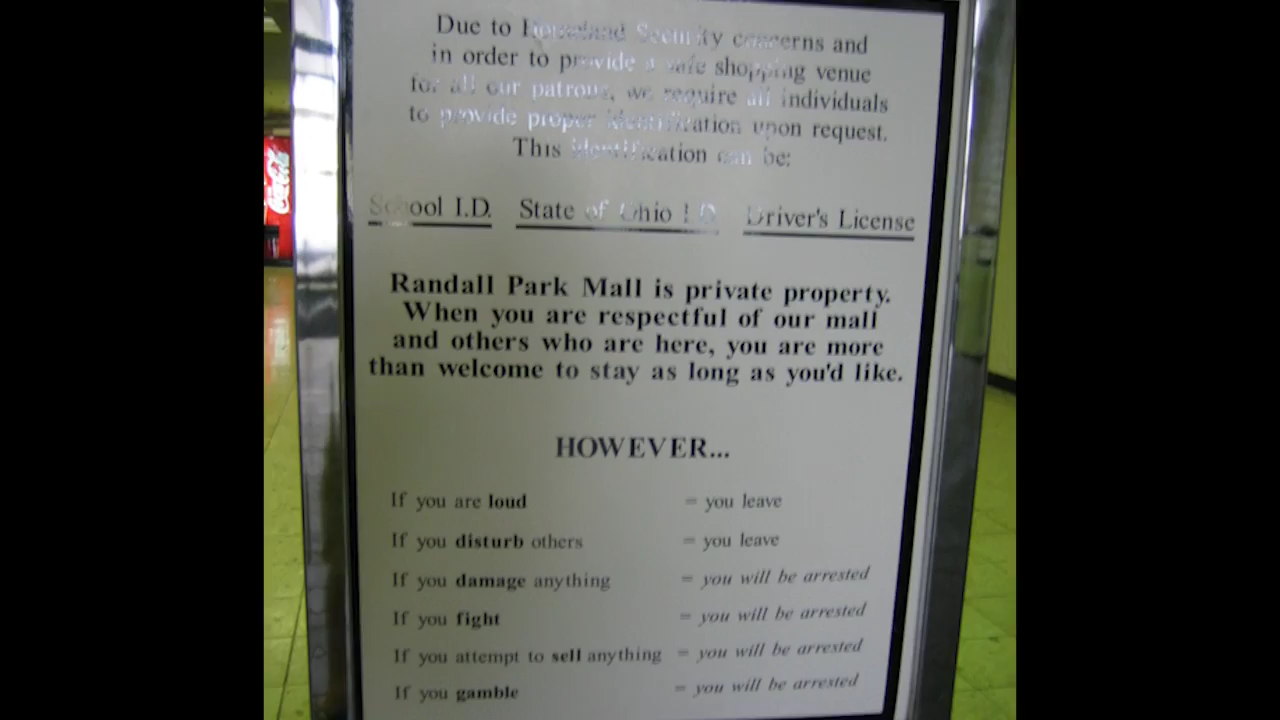 Due to Homeland Security concerns and
in order to provide a safe shopping venue
for all our patrons, we require all individuals
to provide proper identification upon request.
This identification can be:
School I.D. State of Ohio I.D. Driver's License
Randall Park Mall is private property.
When you are respectful of our mall
and others who are here, you are more
than welcome to stay as long as you'd like.
HOWEVER...
If you are loud = you leave
If you disturb others = you leave
If you damage anything = you will be arrested
If you fight = you will be arrested
If you attempt to sell anything = you will be arrested
If you gamble = you will be arrested
Coca-Cola